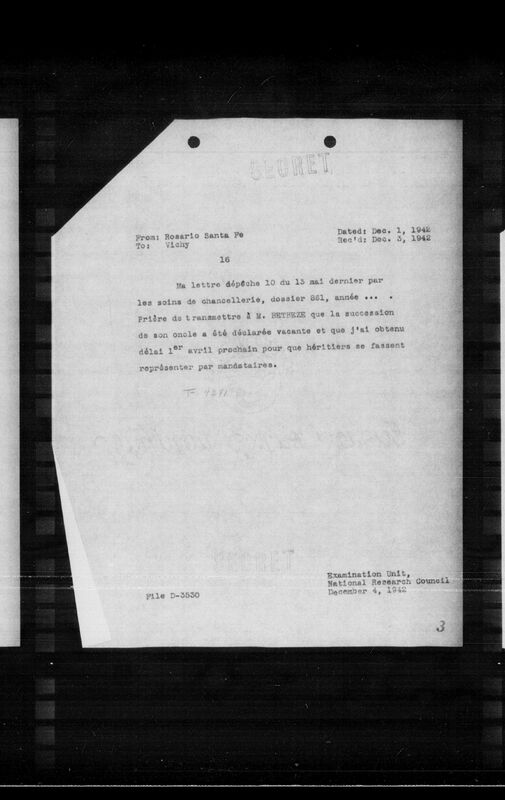 SECRET
From: Rosario Santa Fe
To: Vichy
Dated: Dec. 1, 1942
Rec'd: Dec. 3, 1942
16
Ma lettre dépêche 10 du 13 mai dernier par
les soins de chancellerie, dossier 861, année ... .
Prière de transmettre à M. BETBEZE que la succession
de son oncle a été déclarée vacante et que j'ai obtenu
délai 1er avril prochain pour que héritiers se fassent
représenter par mandataires.
SECRET
File D-3530
Examination Unit,
National Research Council
December 4, 1942
3